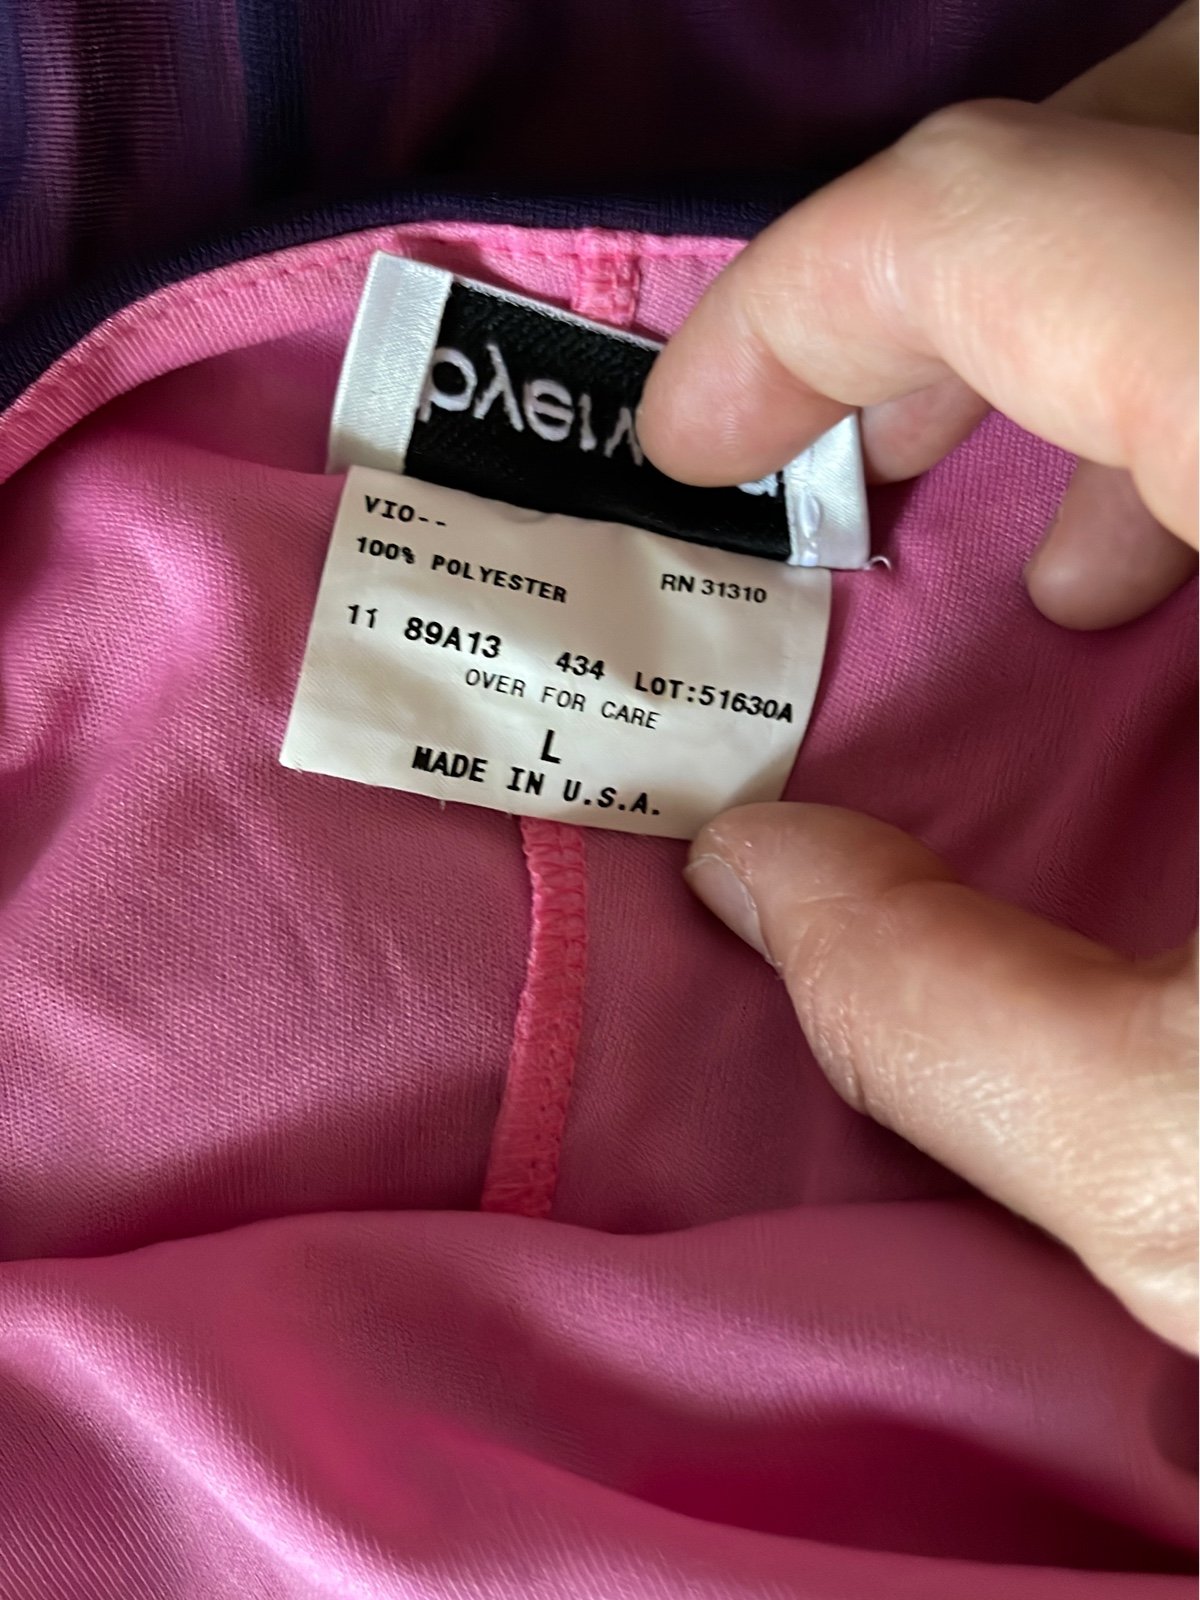 VIO--
100% POLYESTER RN 31310
11 89A13 434 LOT:51630A
OVER FOR CARE
L
MADE IN U.S.A.